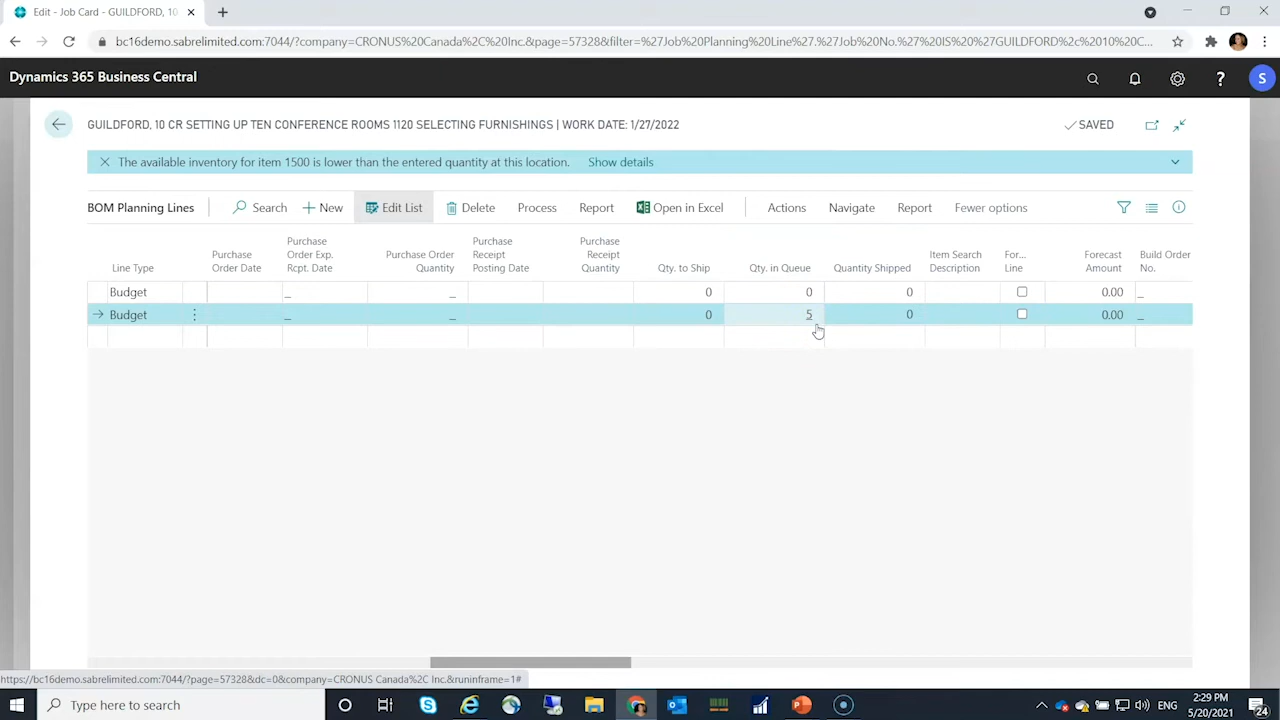 Edit - Job Card - GUILDFORD, 10
bc16demo.sabrelimited.com:7044/?company=CRONUS%20Canada%2C%20Inc.&page=57328&filter=%27Job%20Planning%20Line%27.%27Job%20No.%27%20IS%20%27GUILDFORD%2c%2010%20C...
Dynamics 365 Business Central
? S
GUILDFORD, 10 CR SETTING UP TEN CONFERENCE ROOMS 1120 SELECTING FURNISHINGS | WORK DATE: 1/27/2022
SAVED
The available inventory for item 1500 is lower than the entered quantity at this location. Show details
BOM Planning Lines Search New Edit List Delete Process Report Open in Excel Actions Navigate Report Fewer options
Line Type
Purchase
Order Date
Purchase
Order Exp.
Rcpt. Date
Purchase Order
Quantity
Purchase
Receipt
Posting Date
Purchase
Receipt
Quantity
Qty. to Ship
Qty. in Queue
Quantity Shipped
Item Search
Description
For...
Line
Forecast
Amount
Build Order
No.
Budget _ _ 0 0 0 0.00 _
Budget _ _ 0 5 0 0.00 _
https://bc16demo.sabrelimited.com:7044/?page=57328&dc=0&company=CRONUS Canada%2C Inc.&runinframe=1#
Type here to search
ENG
2:29 PM
5/20/2021
24